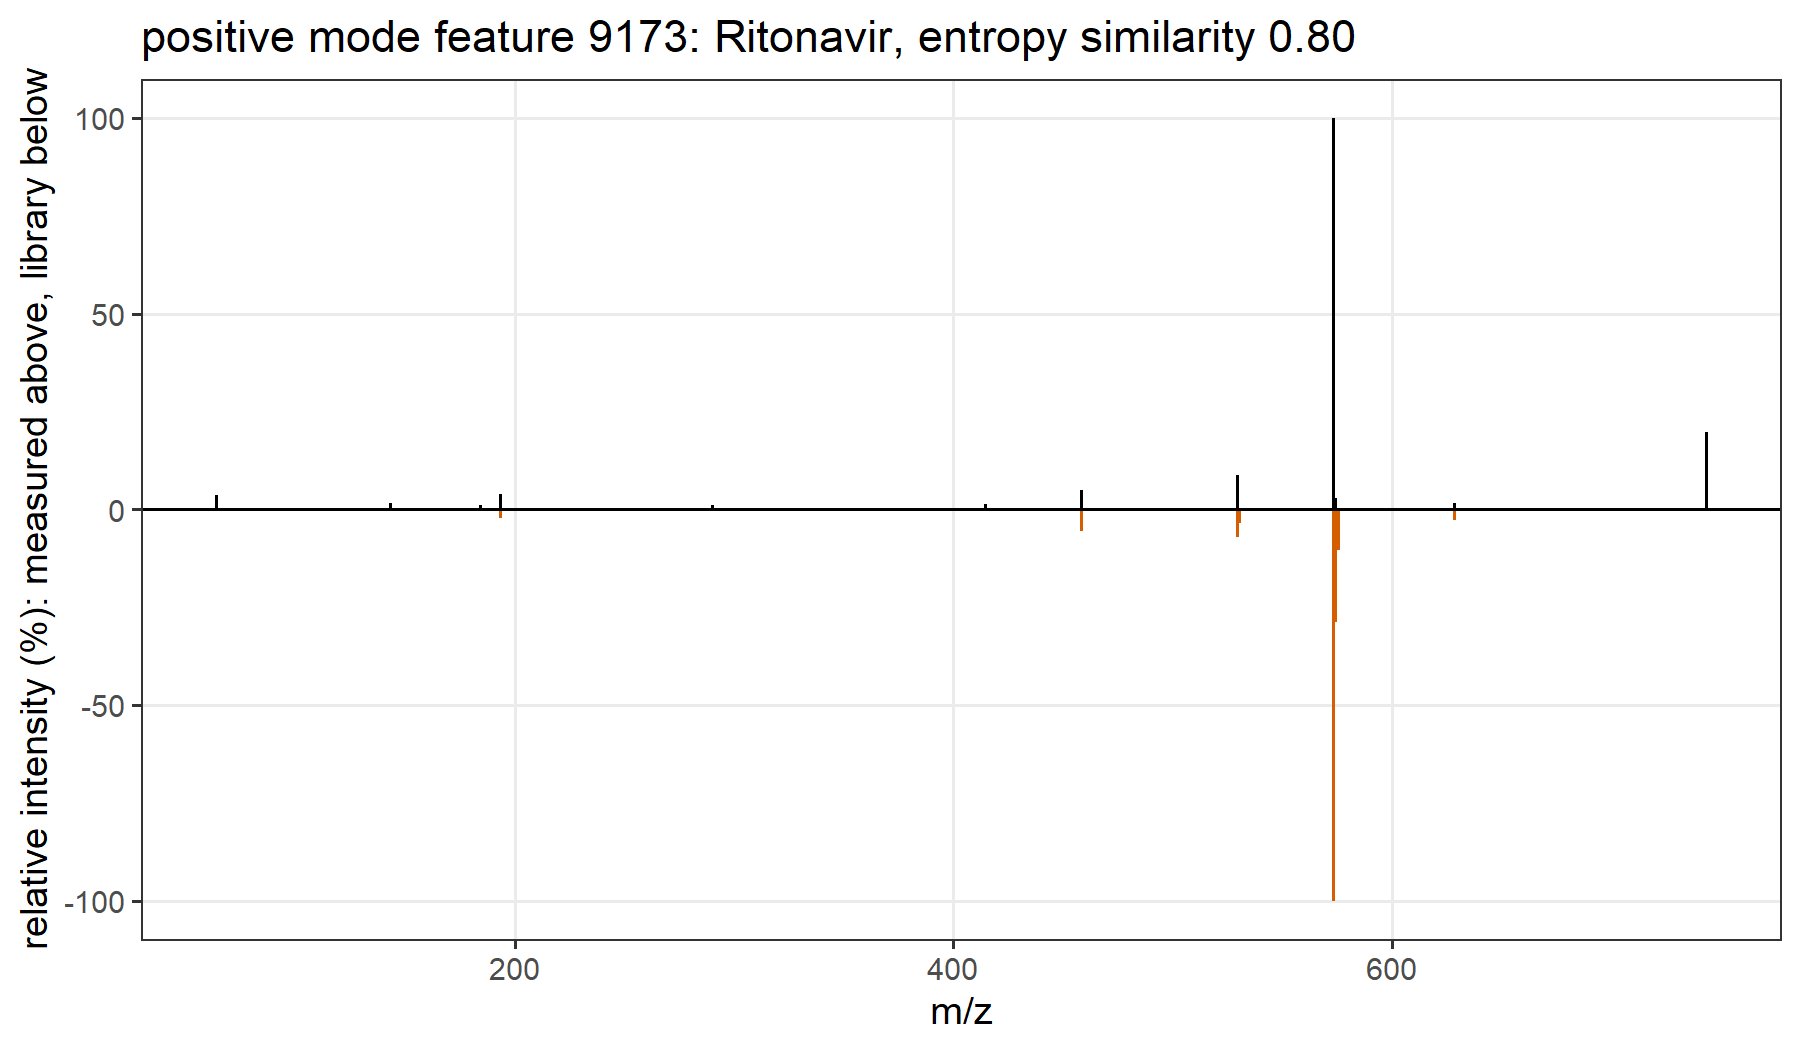 positive mode feature 9173: Ritonavir, entropy similarity 0.80
relative intensity (%): measured above, library below
100
50
0
-50
-100
200
400
600
m/z